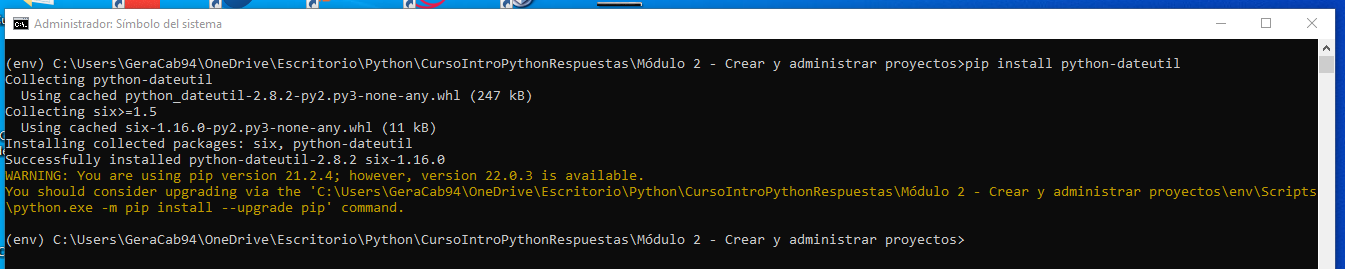 Administrador: Símbolo del sistema
(env) C:\Users\GeraCab94\OneDrive\Escritorio\Python\CursoIntroPythonRespuestas\Módulo 2 - Crear y administrar proyectos>pip install python-dateutil
Collecting python-dateutil
  Using cached python_dateutil-2.8.2-py2.py3-none-any.whl (247 kB)
Collecting six>=1.5
  Using cached six-1.16.0-py2.py3-none-any.whl (11 kB)
Installing collected packages: six, python-dateutil
Successfully installed python-dateutil-2.8.2 six-1.16.0
WARNING: You are using pip version 21.2.4; however, version 22.0.3 is available.
You should consider upgrading via the 'C:\Users\GeraCab94\OneDrive\Escritorio\Python\CursoIntroPythonRespuestas\Módulo 2 - Crear y administrar proyectos\env\Scripts
\python.exe -m pip install --upgrade pip' command.
(env) C:\Users\GeraCab94\OneDrive\Escritorio\Python\CursoIntroPythonRespuestas\Módulo 2 - Crear y administrar proyectos>